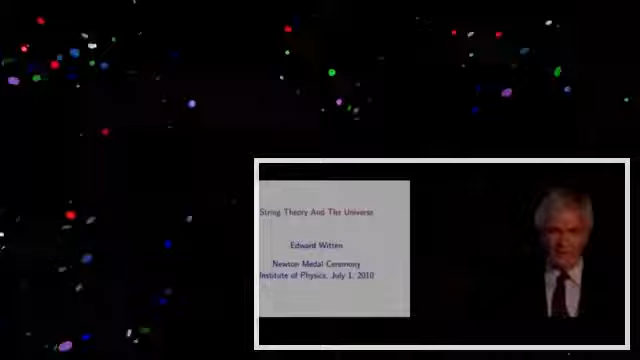 String Theory And The Universe
Edward Witten
Newton Medal Ceremony
Institute of Physics, July 1, 2010